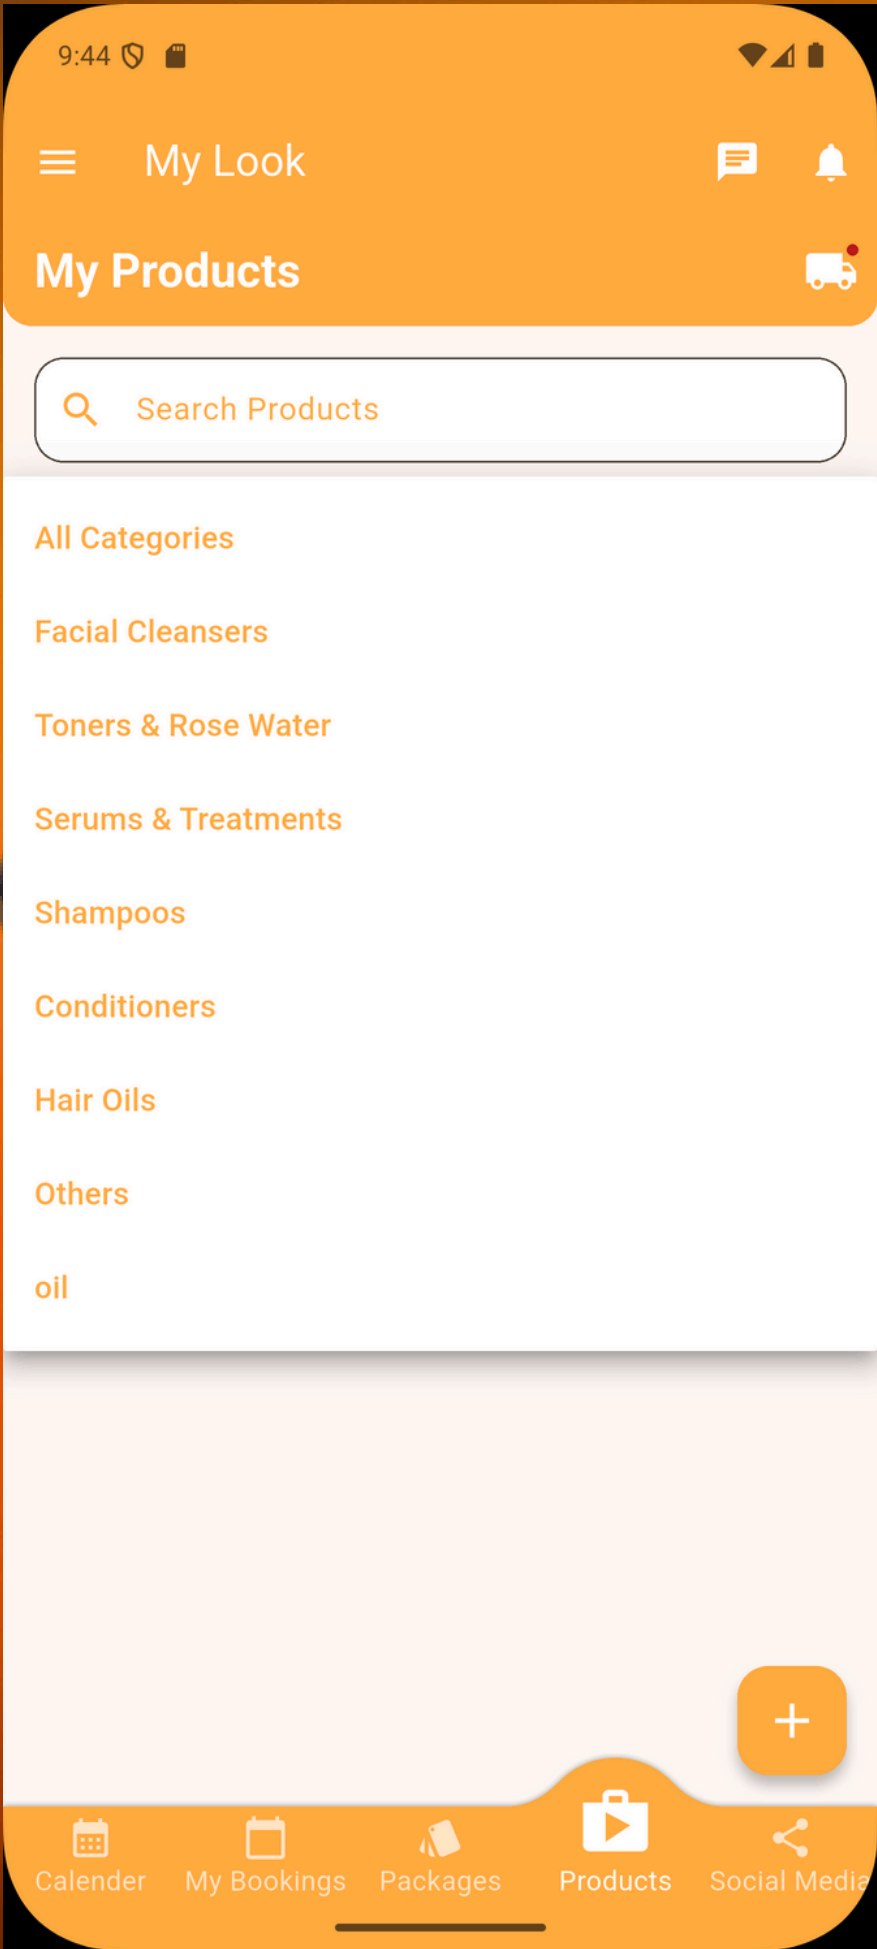 9:44
My Look
My Products
Search Products
All Categories
Facial Cleansers
Toners & Rose Water
Serums & Treatments
Shampoos
Conditioners
Hair Oils
Others
oil
Calender My Bookings Packages Products Social Media